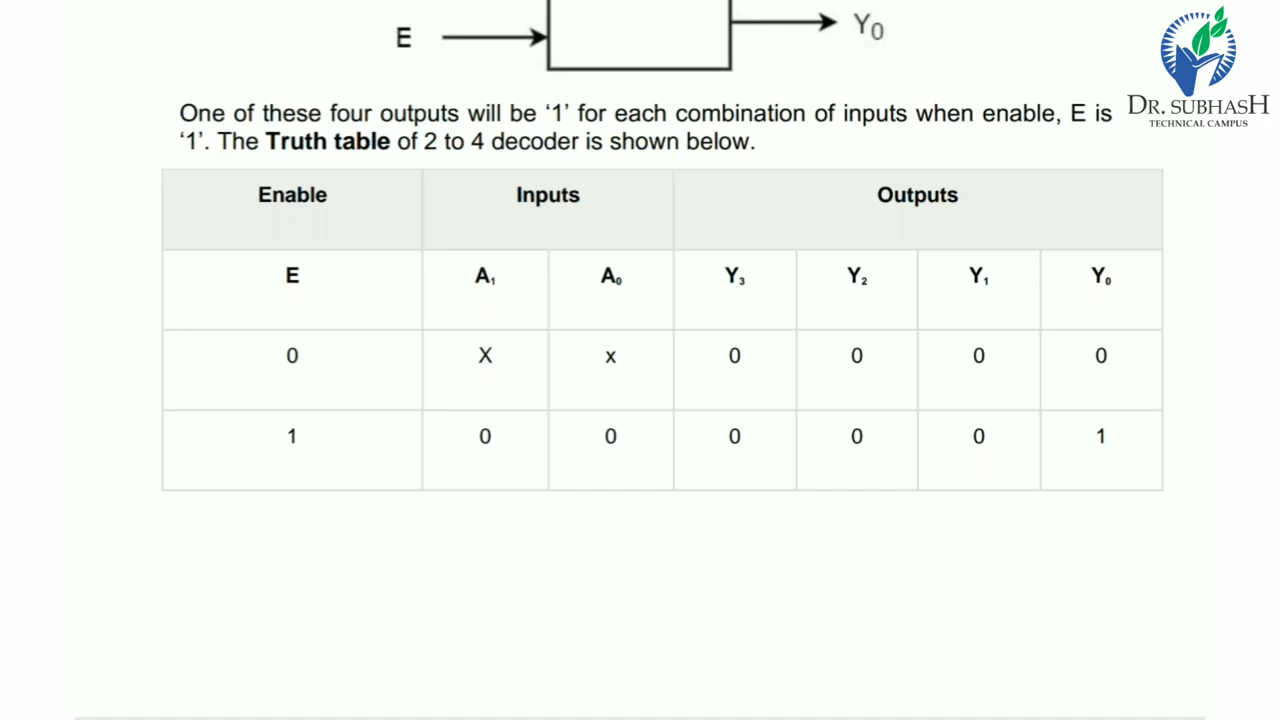 E
Y0
DR. SUBHASH
TECHNICAL CAMPUS
One of these four outputs will be ‘1’ for each combination of inputs when enable, E is
‘1’. The Truth table of 2 to 4 decoder is shown below.
Enable Inputs Outputs
E A1 A0 Y3 Y2 Y1 Y0
0 X x 0 0 0 0
1 0 0 0 0 0 1